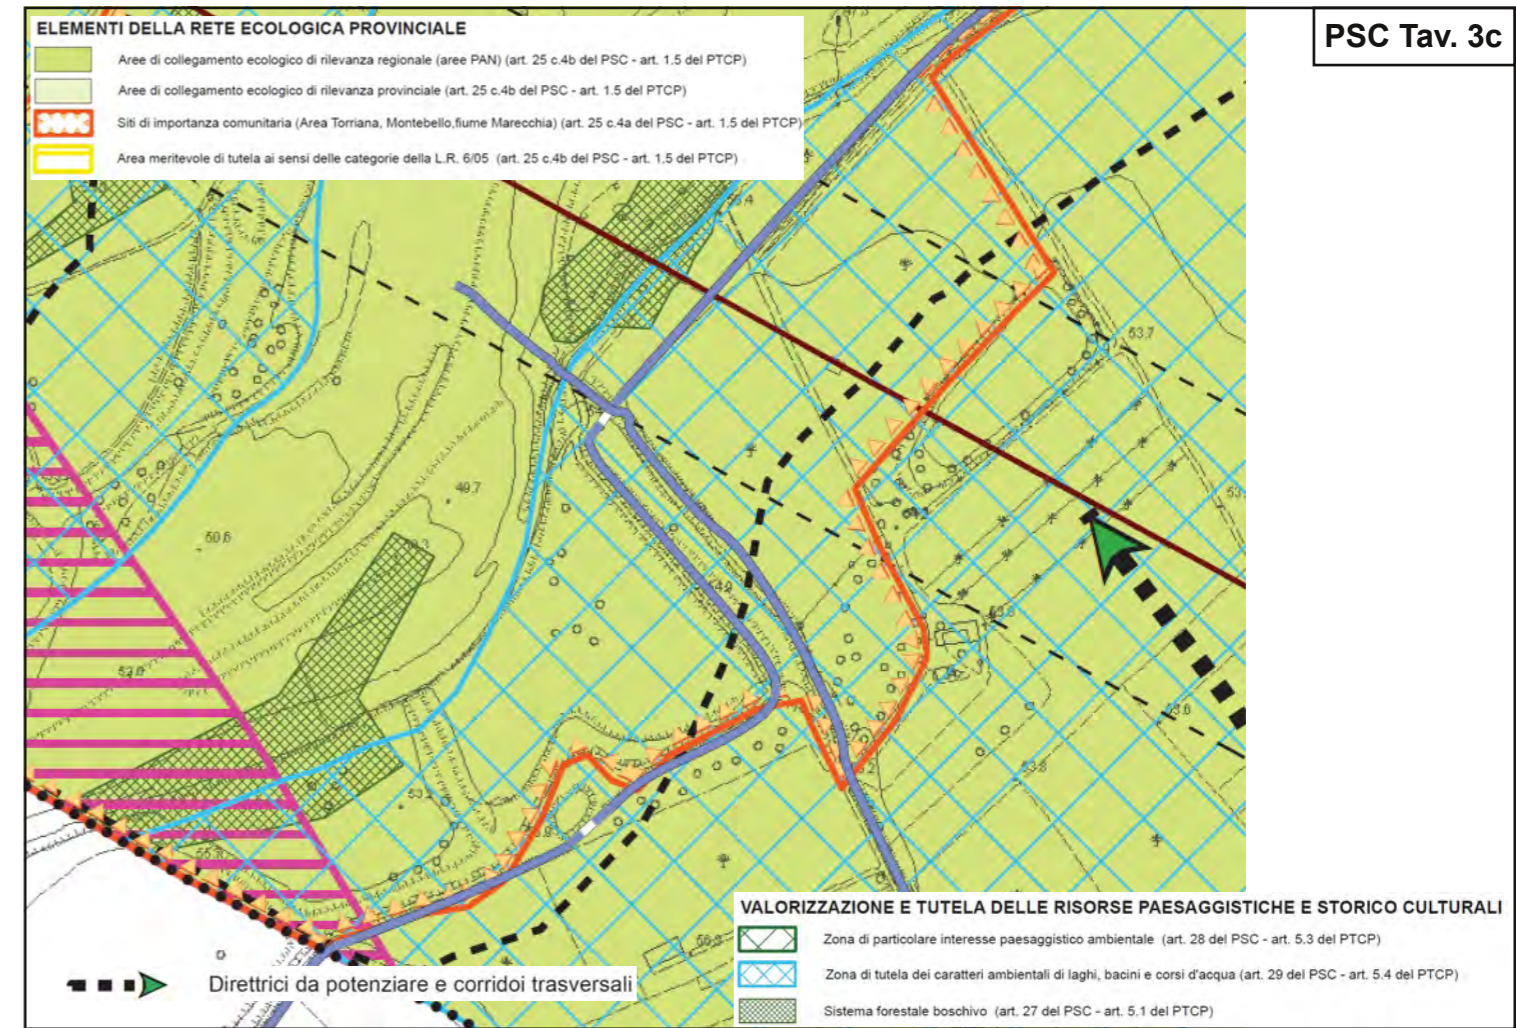 PSC Tav. 3c
ELEMENTI DELLA RETE ECOLOGICA PROVINCIALE
Aree di collegamento ecologico di rilevanza regionale (aree PAN) (art. 25 c.4b del PSC - art. 1.5 del PTCP)
Aree di collegamento ecologico di rilevanza provinciale (art. 25 c.4b del PSC - art. 1.5 del PTCP)
Siti di importanza comunitaria (Area Torriana, Montebello,fiume Marecchia) (art. 25 c.4a del PSC - art. 1.5 del PTCP)
Area meritevole di tutela ai sensi delle categorie della L.R. 6/05 (art. 25 c.4b del PSC - art. 1.5 del PTCP)
53.7
49.7
50.6
53.6
53.8
Direttrici da potenziare e corridoi trasversali
VALORIZZAZIONE E TUTELA DELLE RISORSE PAESAGGISTICHE E STORICO CULTURALI
Zona di particolare interesse paesaggistico ambientale (art. 28 del PSC - art. 5.3 del PTCP)
Zona di tutela dei caratteri ambientali di laghi, bacini e corsi d'acqua (art. 29 del PSC - art. 5.4 del PTCP)
Sistema forestale boschivo (art. 27 del PSC - art. 5.1 del PTCP)